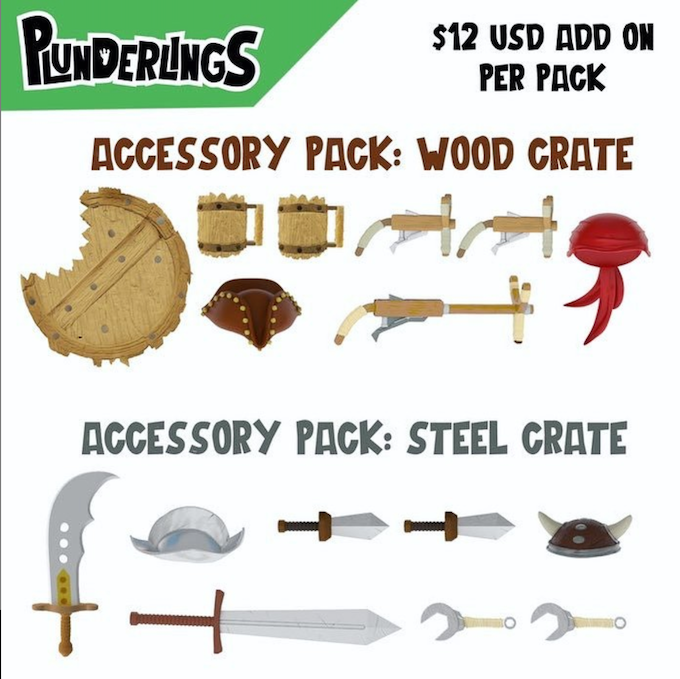 PLUNDERLINGS
$12 USD ADD ON
PER PACK
ACCESSORY PACK: WOOD CRATE
ACCESSORY PACK: STEEL CRATE